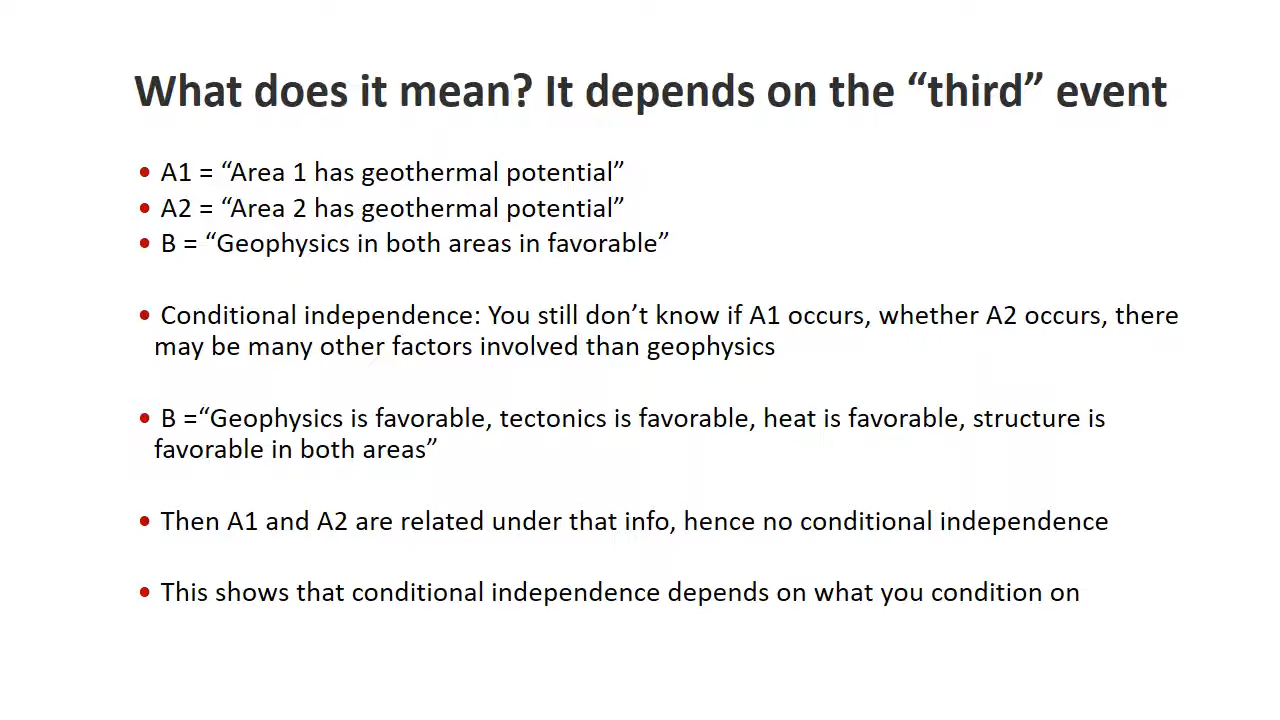 What does it mean? It depends on the “third” event
• A1 = “Area 1 has geothermal potential”
• A2 = “Area 2 has geothermal potential”
• B = “Geophysics in both areas in favorable”
• Conditional independence: You still don’t know if A1 occurs, whether A2 occurs, there
may be many other factors involved than geophysics
• B =“Geophysics is favorable, tectonics is favorable, heat is favorable, structure is
favorable in both areas”
• Then A1 and A2 are related under that info, hence no conditional independence
• This shows that conditional independence depends on what you condition on